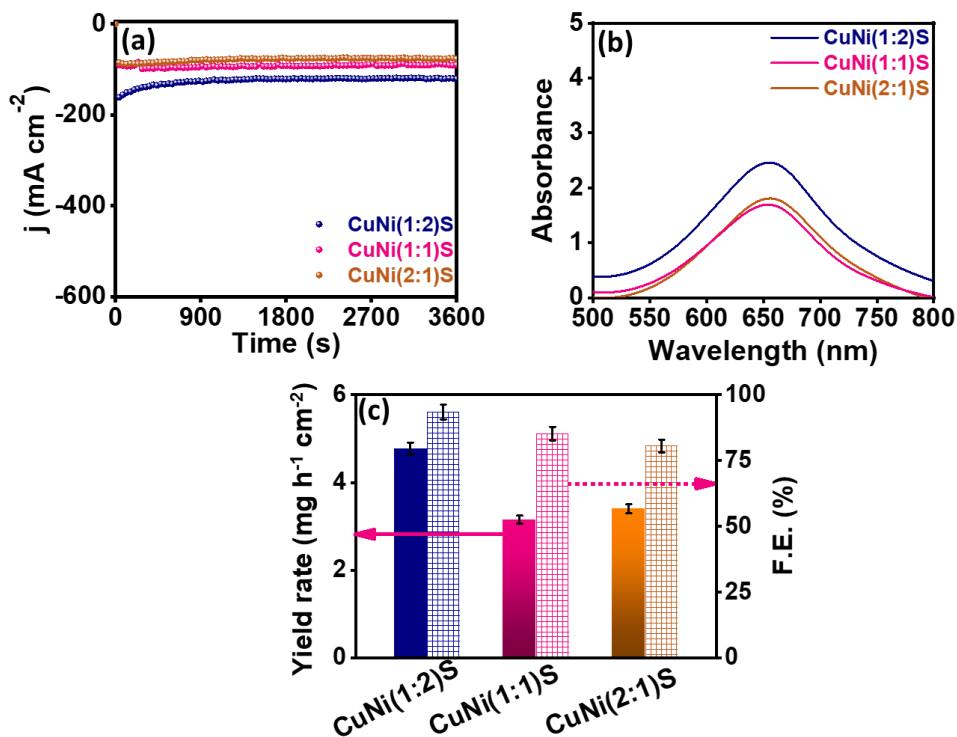 (a)
0
-200
-400
-600
j (mA cm⁻²)
CuNi(1:2)S
CuNi(1:1)S
CuNi(2:1)S
0 900 1800 2700 3600
Time (s)
(b)
5
4
3
2
1
0
Absorbance
CuNi(1:2)S
CuNi(1:1)S
CuNi(2:1)S
500 550 600 650 700 750 800
Wavelength (nm)
(c)
6
4
2
0
Yield rate (mg h⁻¹ cm⁻²)
100
75
50
25
0
F.E. (%)
CuNi(1:2)S CuNi(1:1)S CuNi(2:1)S